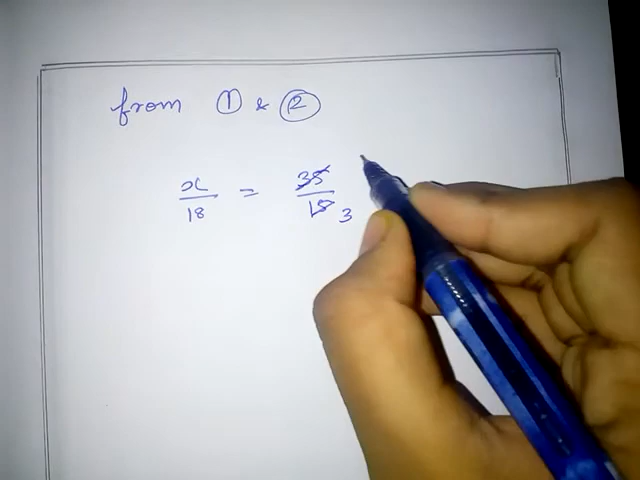 from ① & ②
x/18 = 35/15 3